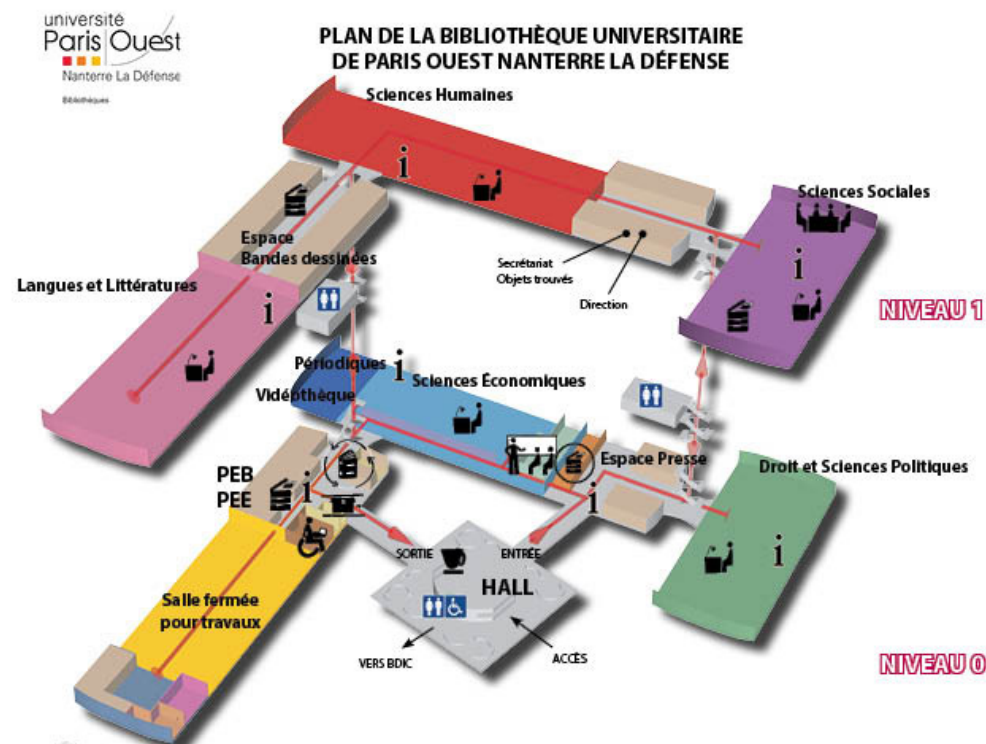 université
Paris Ouest
Nanterre La Défense
Bibliothèques
PLAN DE LA BIBLIOTHÈQUE UNIVERSITAIRE
DE PARIS OUEST NANTERRE LA DÉFENSE
Sciences Humaines
i
Sciences Sociales
Espace
Bandes dessinées
Secrétariat
Objets trouvés
Direction
i
Langues et Littératures
i
NIVEAU 1
Périodiques
i
Sciences Économiques
Vidéothèque
Espace Presse
Droit et Sciences Politiques
PEB
PEE
i
i
i
SORTIE
ENTRÉE
HALL
Salle fermée
pour travaux
VERS BDIC
ACCÈS
NIVEAU 0